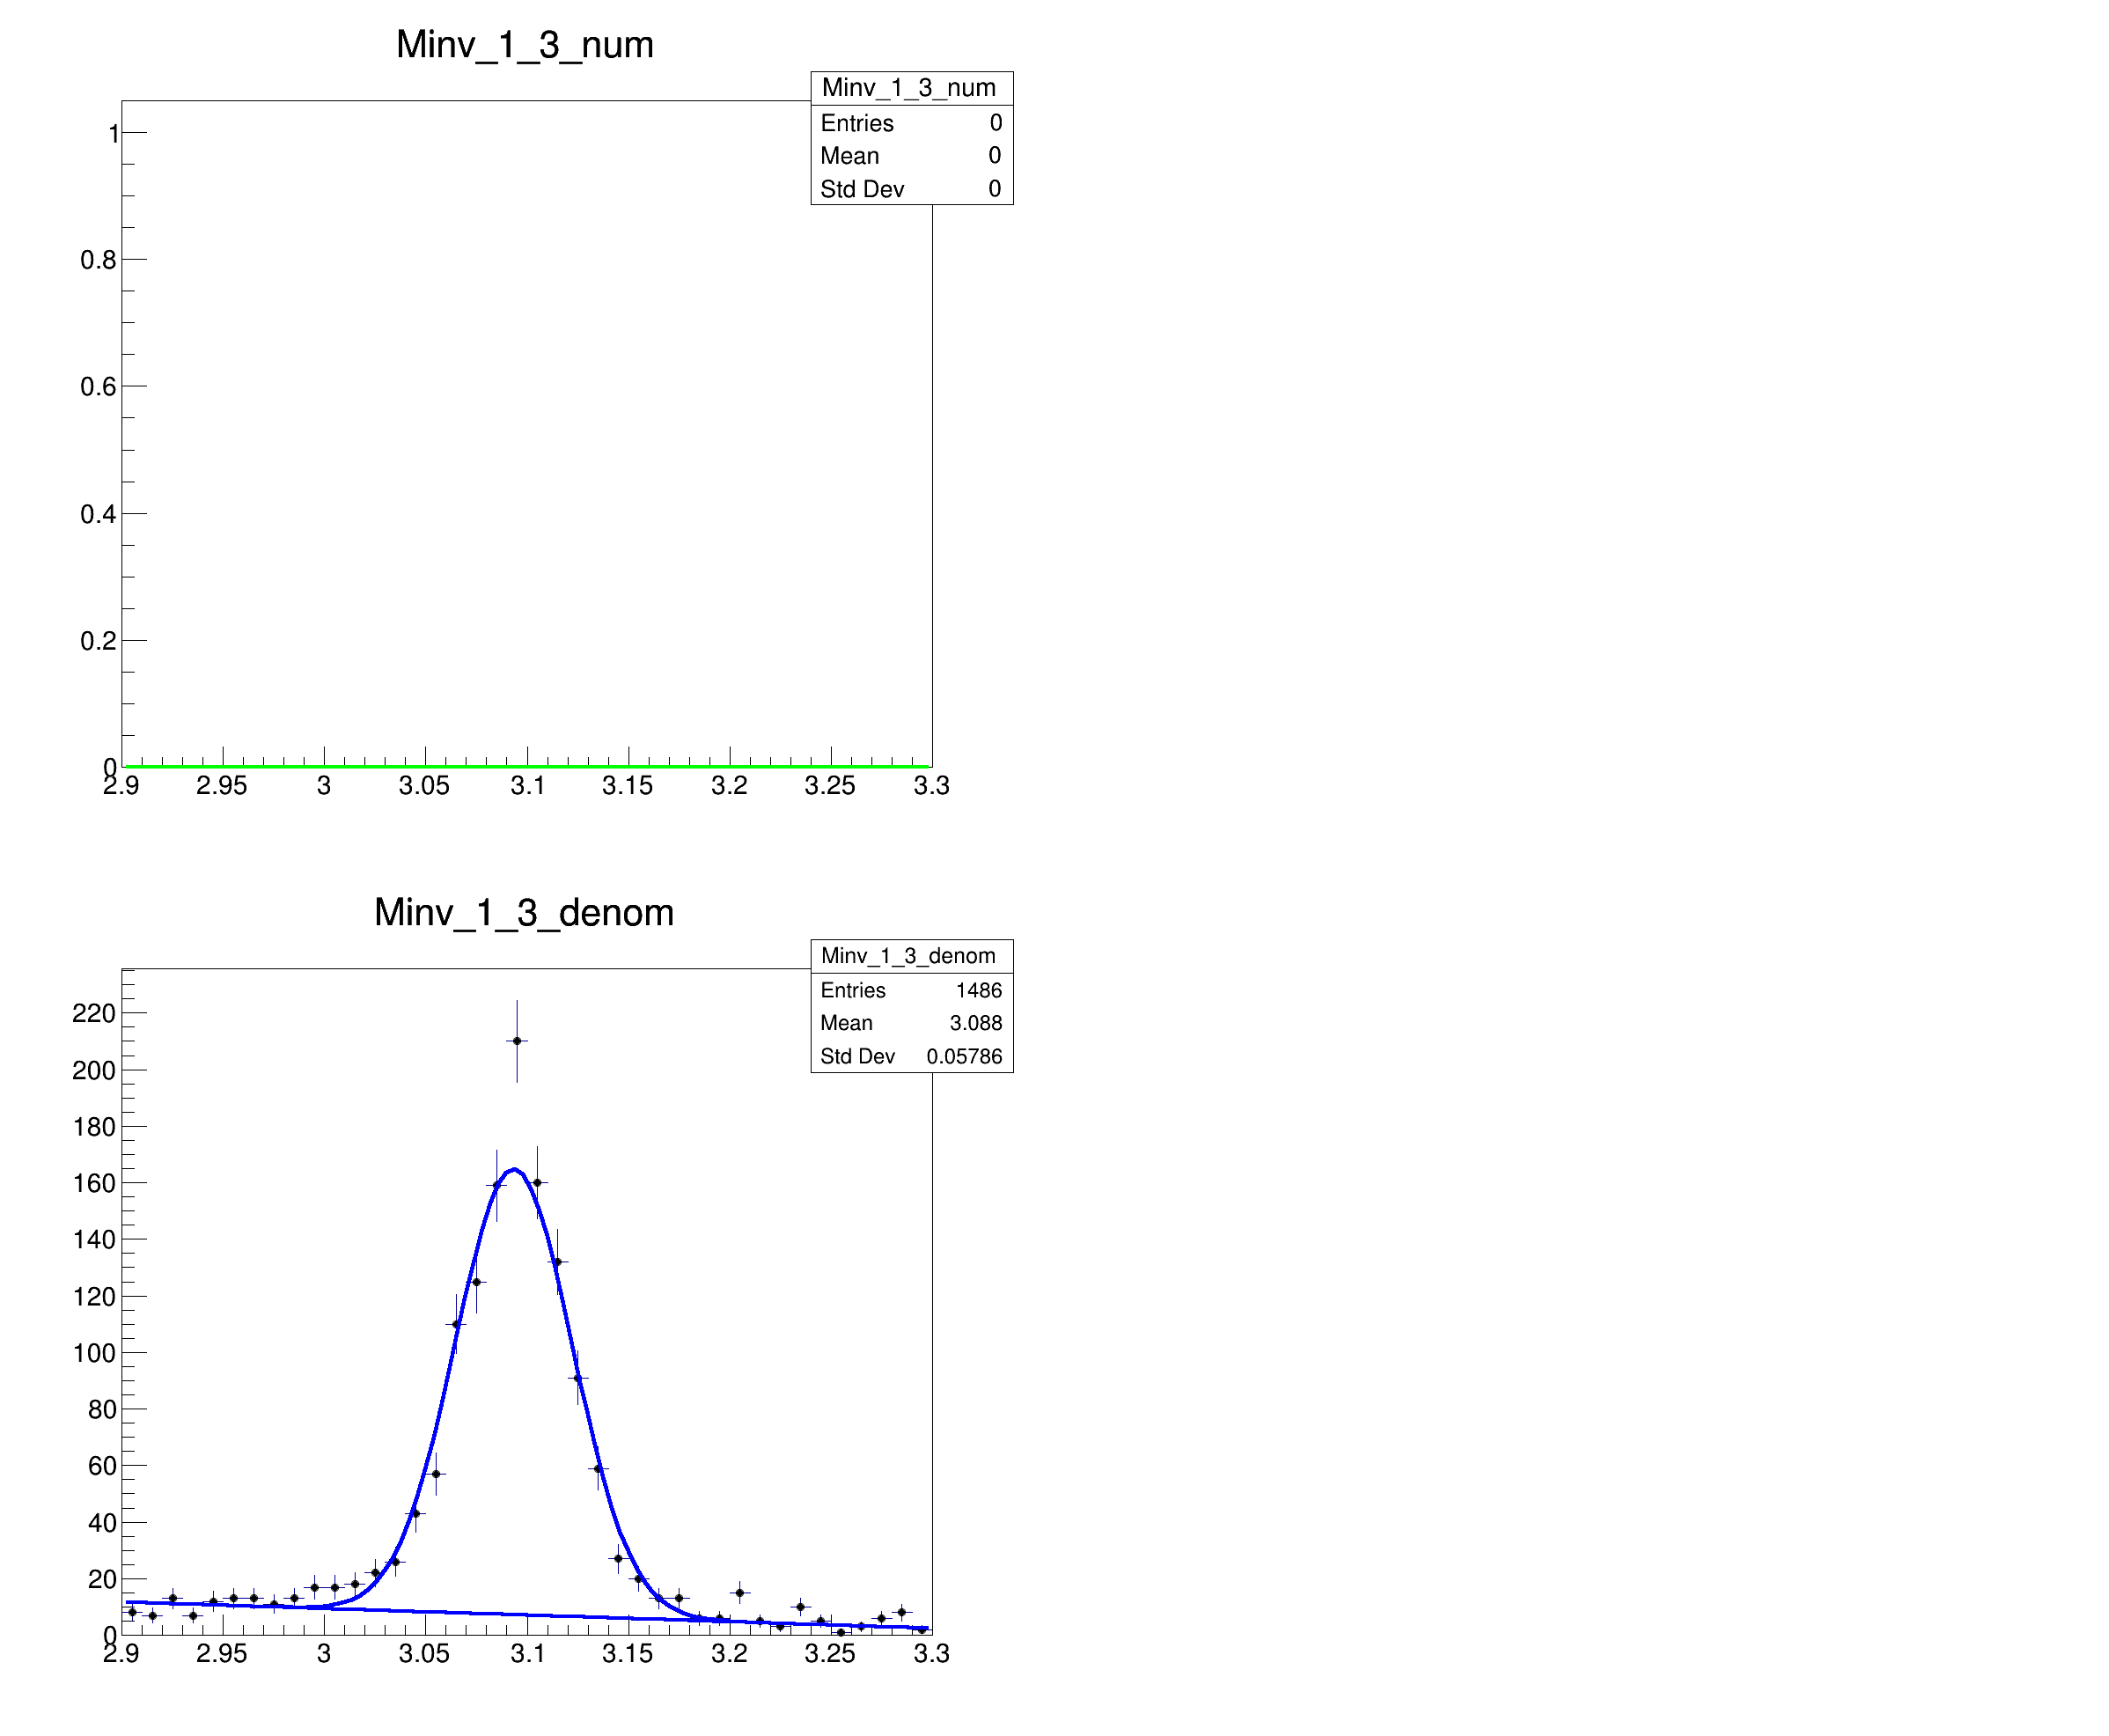 Minv_1_3_num
Minv_1_3_num
Entries 0
Mean 0
Std Dev 0
1
0.8
0.6
0.4
0.2
0
2.9 2.95 3 3.05 3.1 3.15 3.2 3.25 3.3
Minv_1_3_denom
Minv_1_3_denom
Entries 1486
Mean 3.088
Std Dev 0.05786
220
200
180
160
140
120
100
80
60
40
20
0
2.9 2.95 3 3.05 3.1 3.15 3.2 3.25 3.3